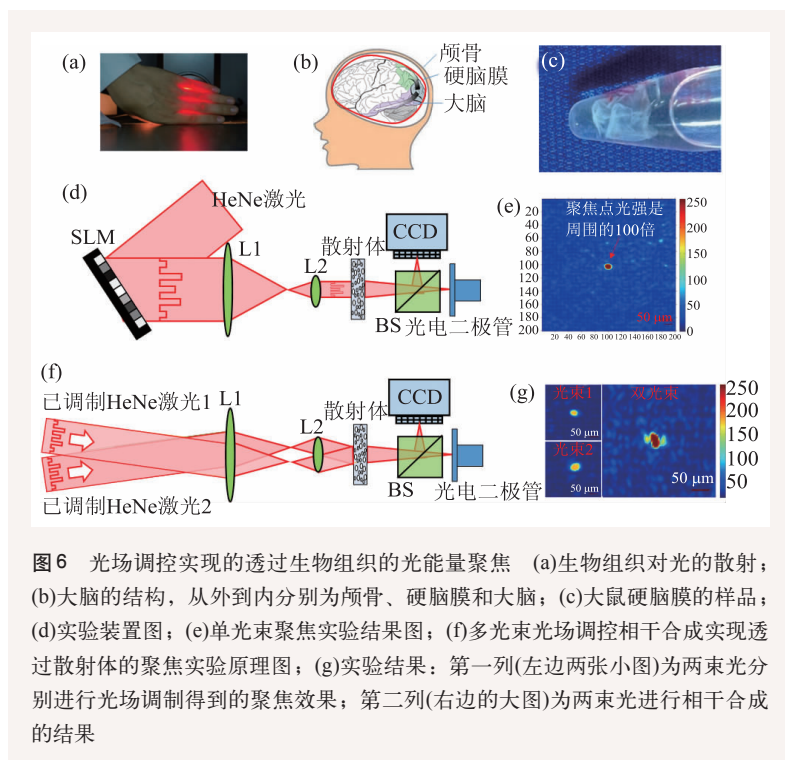 (a)
(b)
颅骨
硬脑膜
大脑
(c)
(d)
HeNe激光
SLM
L1
L2
散射体
CCD
BS
光电二极管
(e)
20
40
60
80
100
120
140
160
180
200
20 40 60 80 100 120 140 160 180 200
聚焦点光强是
周围的100倍
50 μm
250
200
150
100
50
0
(f)
已调制HeNe激光1
已调制HeNe激光2
L1
L2
散射体
CCD
BS
光电二极管
(g)
光束1
50 μm
光束2
50 μm
双光束
50 μm
250
200
150
100
50
图6 光场调控实现的透过生物组织的光能量聚焦 (a)生物组织对光的散射；
(b)大脑的结构，从外到内分别为颅骨、硬脑膜和大脑；(c)大鼠硬脑膜的样品；
(d)实验装置图；(e)单光束聚焦实验结果图；(f)多光束光场调控相干合成实现透
过散射体的聚焦实验原理图；(g)实验结果：第一列(左边两张小图)为两束光分
别进行光场调制得到的聚焦效果；第二列(右边的大图)为两束光进行相干合成
的结果